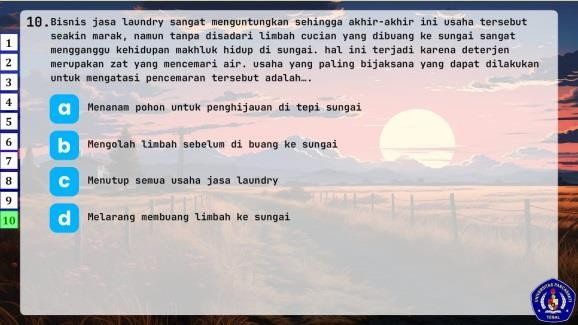 10. Bisnis jasa laundry sangat menguntungkan sehingga akhir-akhir ini usaha tersebut
seakin marak, namun tanpa disadari limbah cucian yang dibuang ke sungai sangat
mengganggu kehidupan makhluk hidup di sungai. hal ini terjadi karena deterjen
merupakan zat yang mencemari air. usaha yang paling bijaksana yang dapat dilakukan
untuk mengatasi pencemaran tersebut adalah….
1
2
3
4
5
6
7
8
9
10
a Menanam pohon untuk penghijauan di tepi sungai
b Mengolah limbah sebelum di buang ke sungai
c Menutup semua usaha jasa laundry
d Melarang membuang limbah ke sungai
UNIVERSITAS PANCASAKTI
TEGAL